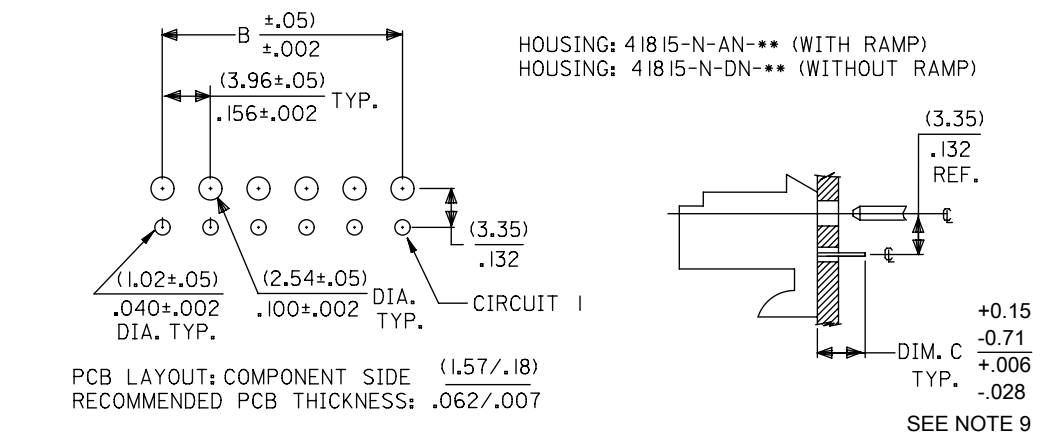 ±.05)
B
±.002
(3.96±.05)
TYP.
.156±.002
HOUSING: 41815-N-AN-** (WITH RAMP)
HOUSING: 41815-N-DN-** (WITHOUT RAMP)
(3.35)
.132
REF.
(3.35)
.132
(1.02±.05)
.040±.002
DIA. TYP.
(2.54±.05)
.100±.002
DIA.
TYP.
CIRCUIT 1
℄
℄
PCB LAYOUT: COMPONENT SIDE
RECOMMENDED PCB THICKNESS:
(1.57/.18)
.062/.007
DIM. C
TYP.
+0.15
-0.71
+.006
-.028
SEE NOTE 9